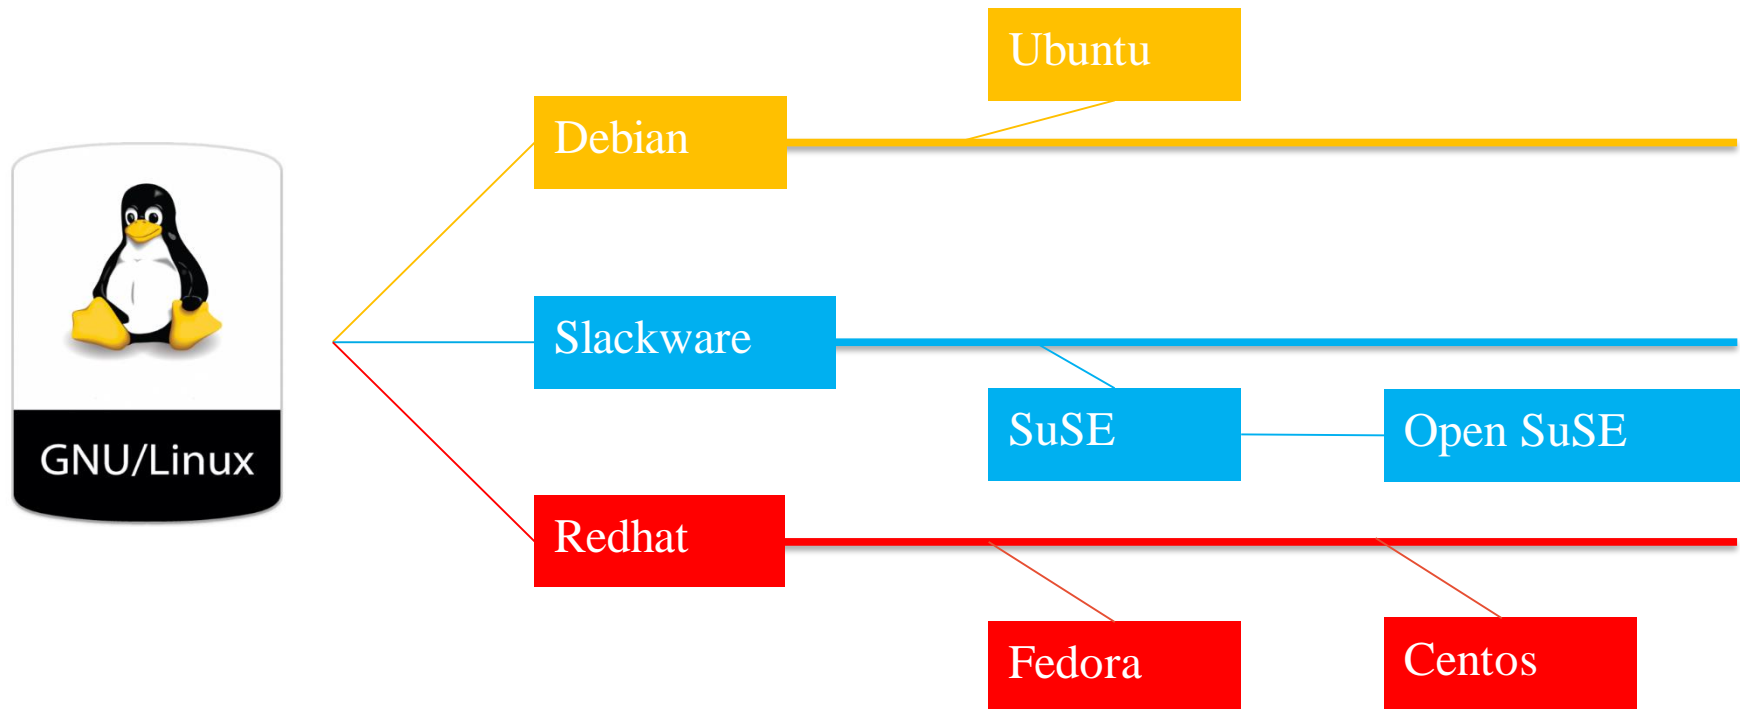 Ubuntu
Debian
GNU/Linux
Slackware
SuSE
Open SuSE
Redhat
Fedora
Centos